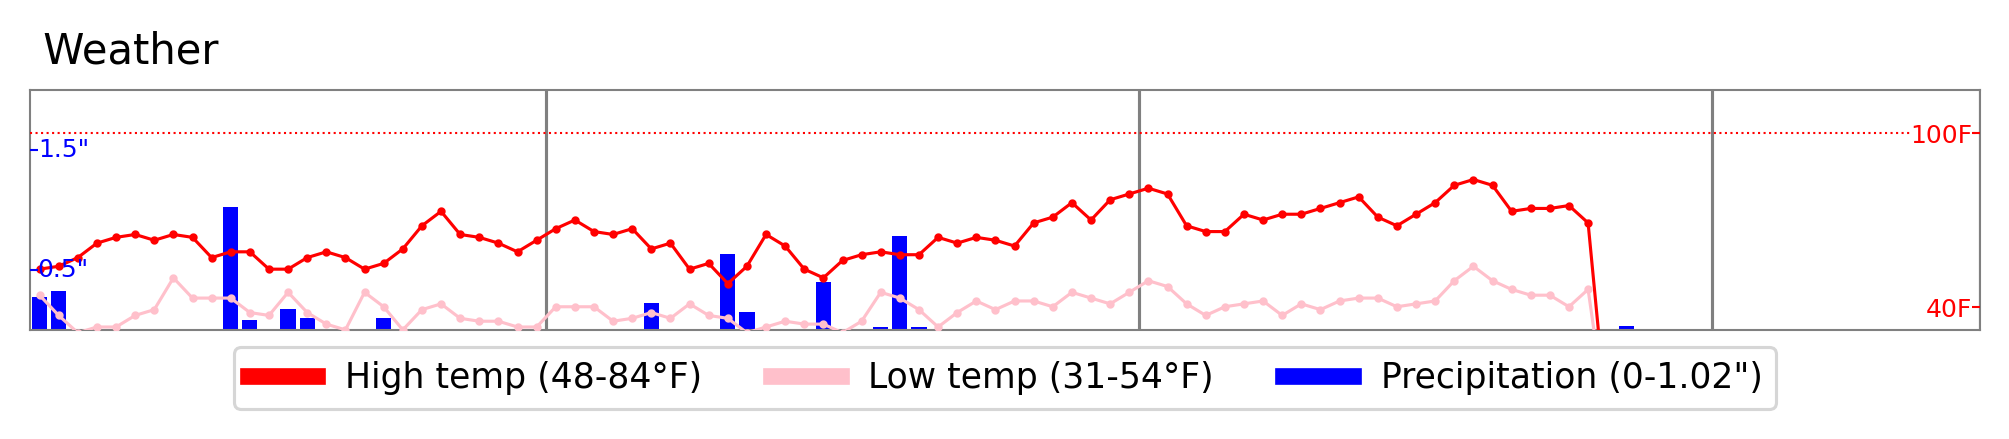 Weather
1.5"
100F
0.5"
40F
High temp (48-84°F) Low temp (31-54°F) Precipitation (0-1.02")